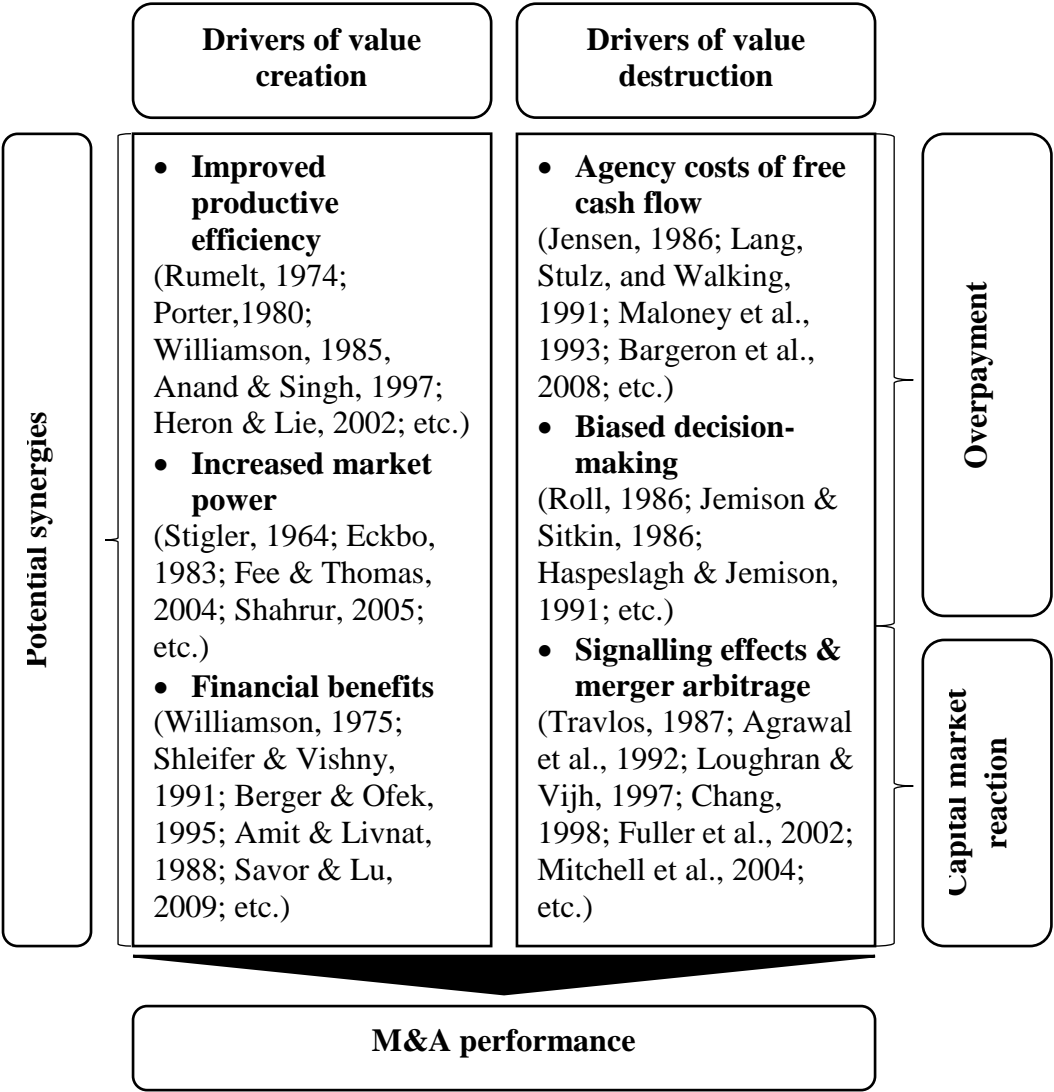 Drivers of value
creation
Drivers of value
destruction
Potential synergies
• Improved
productive
efficiency
(Rumelt, 1974;
Porter,1980;
Williamson, 1985,
Anand & Singh, 1997;
Heron & Lie, 2002; etc.)
• Increased market
power
(Stigler, 1964; Eckbo,
1983; Fee & Thomas,
2004; Shahrur, 2005;
etc.)
• Financial benefits
(Williamson, 1975;
Shleifer & Vishny,
1991; Berger & Ofek,
1995; Amit & Livnat,
1988; Savor & Lu,
2009; etc.)
• Agency costs of free
cash flow
(Jensen, 1986; Lang,
Stulz, and Walking,
1991; Maloney et al.,
1993; Bargeron et al.,
2008; etc.)
• Biased decision-
making
(Roll, 1986; Jemison &
Sitkin, 1986;
Haspeslagh & Jemison,
1991; etc.)
• Signalling effects &
merger arbitrage
(Travlos, 1987; Agrawal
et al., 1992; Loughran &
Vijh, 1997; Chang,
1998; Fuller et al., 2002;
Mitchell et al., 2004;
etc.)
Overpayment
Capital market
reaction
M&A performance